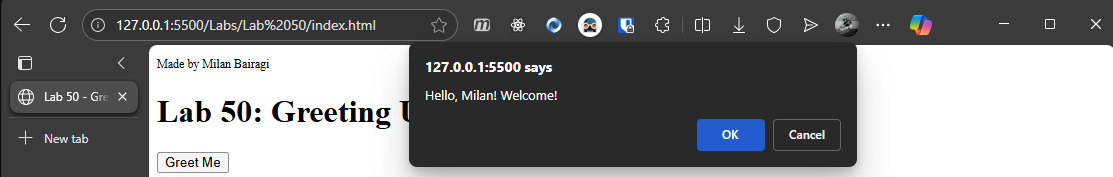 127.0.0.1:5500/Labs/Lab%2050/index.html
Lab 50 - Gre
New tab
Made by Milan Bairagi
Lab 50: Greeting U
Greet Me
127.0.0.1:5500 says
Hello, Milan! Welcome!
OK
Cancel